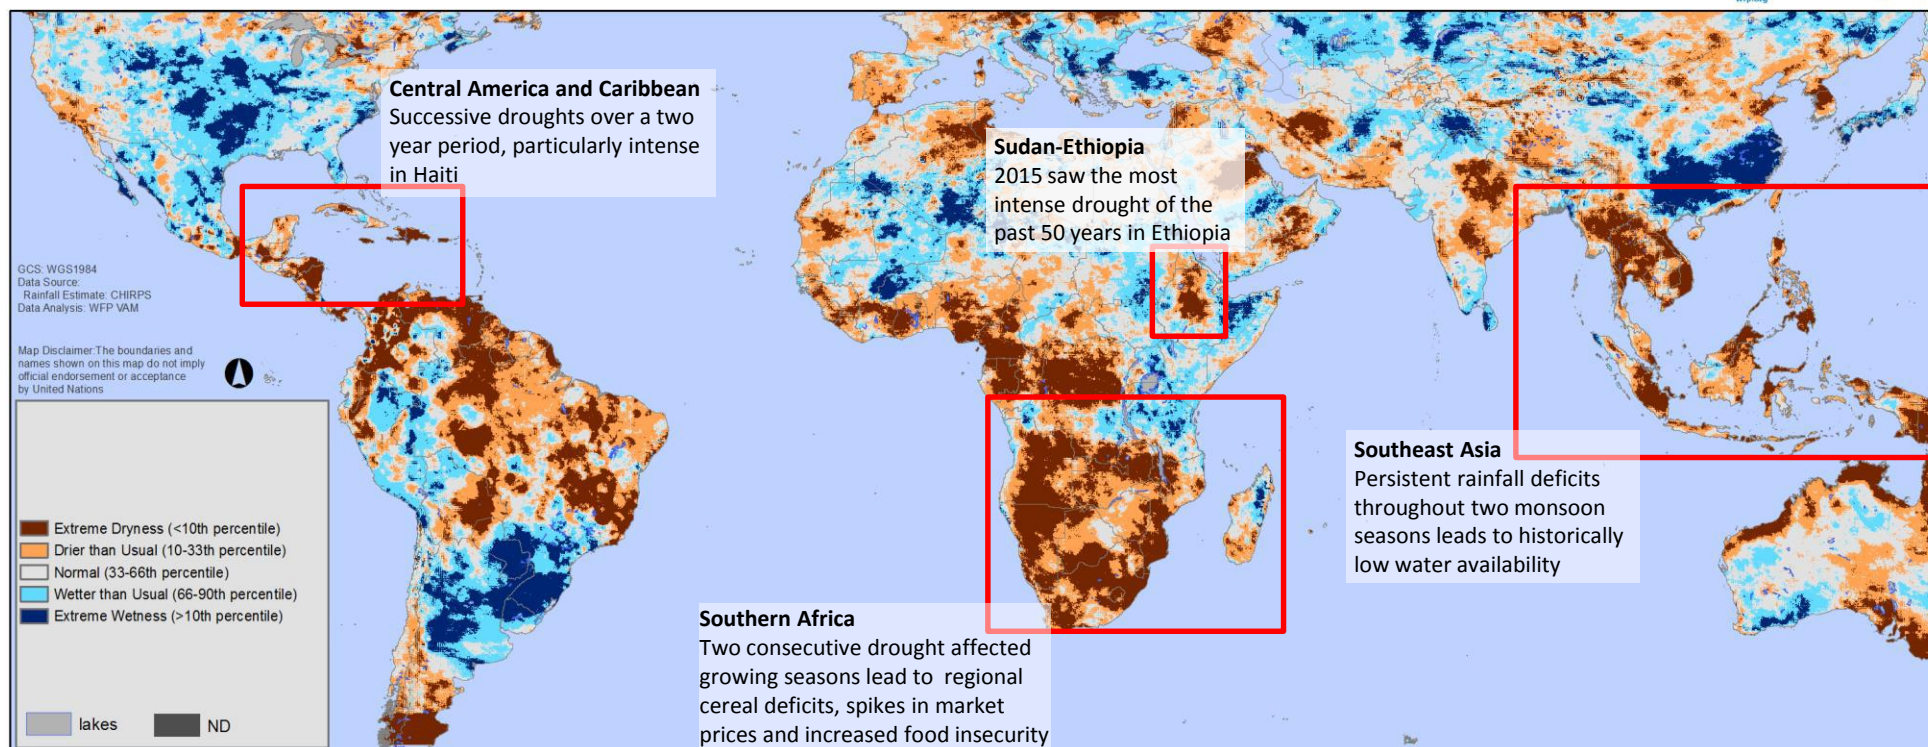 Central America and Caribbean
Successive droughts over a two
year period, particularly intense
in Haiti
Sudan-Ethiopia
2015 saw the most
intense drought of the
past 50 years in Ethiopia
GCS: WGS1984
Data Source:
Rainfall Estimate: CHIRPS
Data Analysis: WFP VAM
Map Disclaimer:The boundaries and
names shown on this map do not imply
official endorsement or acceptance
by United Nations
Southeast Asia
Persistent rainfall deficits
throughout two monsoon
seasons leads to historically
low water availability
Extreme Dryness (<10th percentile)
Drier than Usual (10-33th percentile)
Normal (33-66th percentile)
Wetter than Usual (66-90th percentile)
Extreme Wetness (>10th percentile)
lakes
ND
Southern Africa
Two consecutive drought affected
growing seasons lead to regional
cereal deficits, spikes in market
prices and increased food insecurity